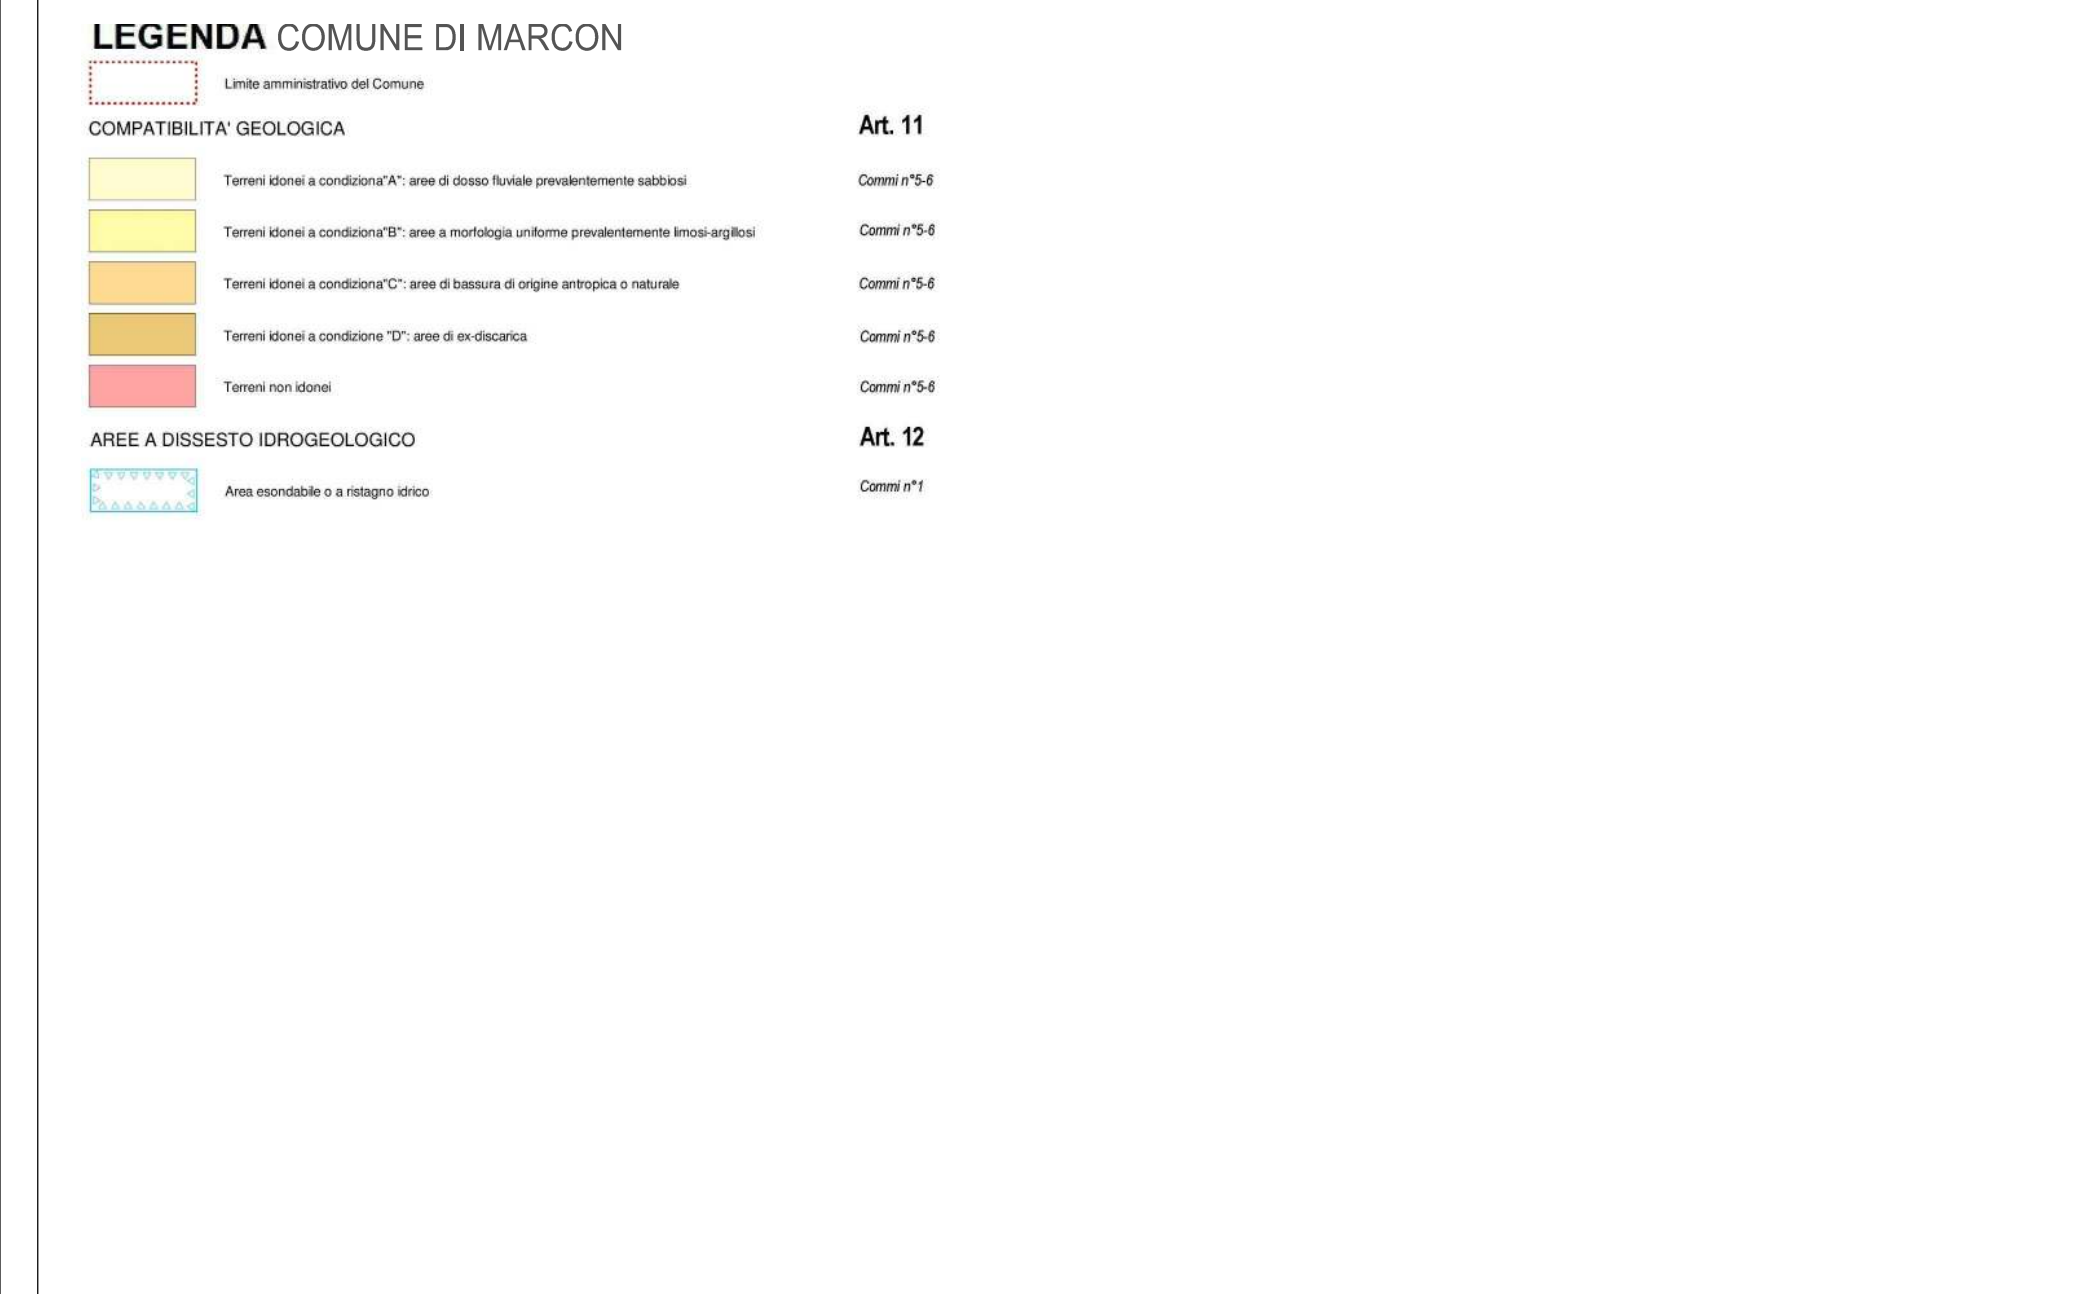 LEGENDA COMUNE DI MARCON
Limite amministrativo del Comune
COMPATIBILITA' GEOLOGICA Art. 11
Terreni idonei a condiziona"A": aree di dosso fluviale prevalentemente sabbiosi Commi n°5-6
Terreni idonei a condiziona"B": aree a morfologia uniforme prevalentemente limosi-argillosi Commi n°5-6
Terreni idonei a condiziona"C": aree di bassura di origine antropica o naturale Commi n°5-6
Terreni idonei a condizione "D": aree di ex-discarica Commi n°5-6
Terreni non idonei Commi n°5-6
AREE A DISSESTO IDROGEOLOGICO Art. 12
Area esondabile o a ristagno idrico Commi n°1